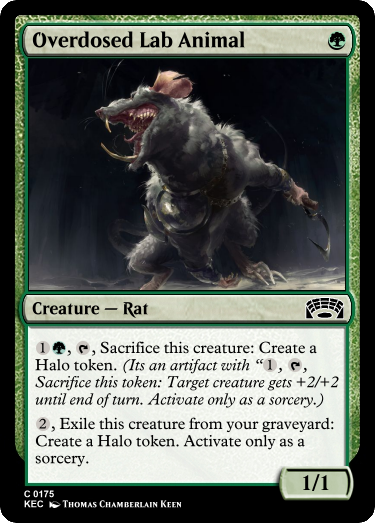 Overdosed Lab Animal
Creature — Rat
1, Sacrifice this creature: Create a
Halo token. (Its an artifact with “1, ,
Sacrifice this token: Target creature gets +2/+2
until end of turn. Activate only as a sorcery.)
2, Exile this creature from your graveyard:
Create a Halo token. Activate only as a
sorcery.
1/1
C 0175
KEC Thomas Chamberlain Keen